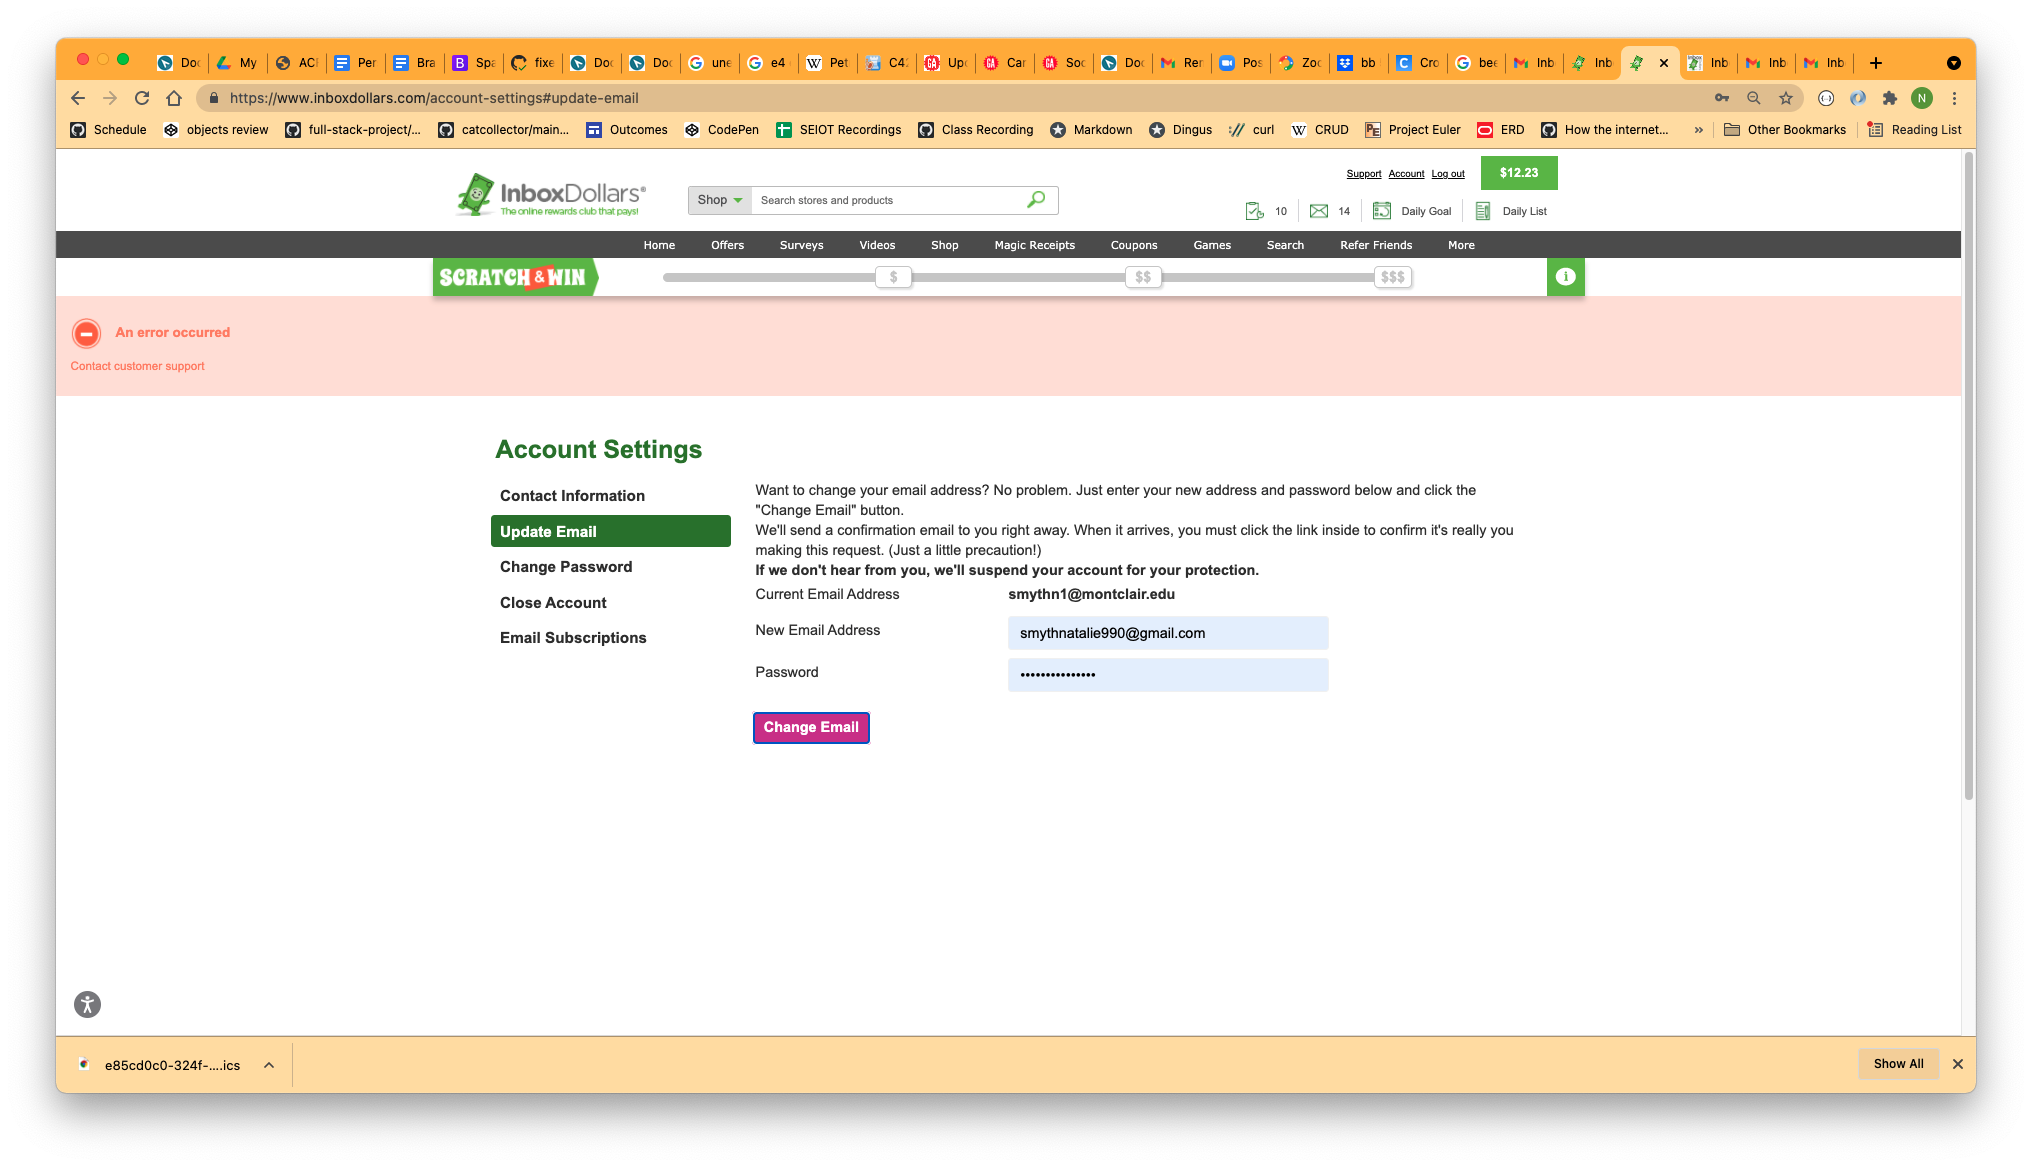 Doc My ACI Per Bra Spa fixe Doc Doc une e4 Pet C4: Up Car Soc Doc Rer Pos Zoc bb Cro bee Inb Inb Inb Inb Inb
https://www.inboxdollars.com/account-settings#update-email N
Schedule objects review full-stack-project/... catcollector/main... Outcomes CodePen SEIOT Recordings Class Recording Markdown Dingus curl CRUD Project Euler ERD How the internet... » Other Bookmarks Reading List
Support Account Log out $12.23
InboxDollars®
The online rewards club that pays!
Shop Search stores and products
10 14 Daily Goal Daily List
Home Offers Surveys Videos Shop Magic Receipts Coupons Games Search Refer Friends More
SCRATCH & WIN $ $$ $$$
An error occurred
Contact customer support
Account Settings
Contact Information
Update Email
Change Password
Close Account
Email Subscriptions
Want to change your email address? No problem. Just enter your new address and password below and click the
"Change Email" button.
We'll send a confirmation email to you right away. When it arrives, you must click the link inside to confirm it's really you
making this request. (Just a little precaution!)
If we don't hear from you, we'll suspend your account for your protection.
Current Email Address smythn1@montclair.edu
New Email Address smythnatalie990@gmail.com
Password •••••••••••••••
Change Email
e85cd0c0-324f-....ics
Show All